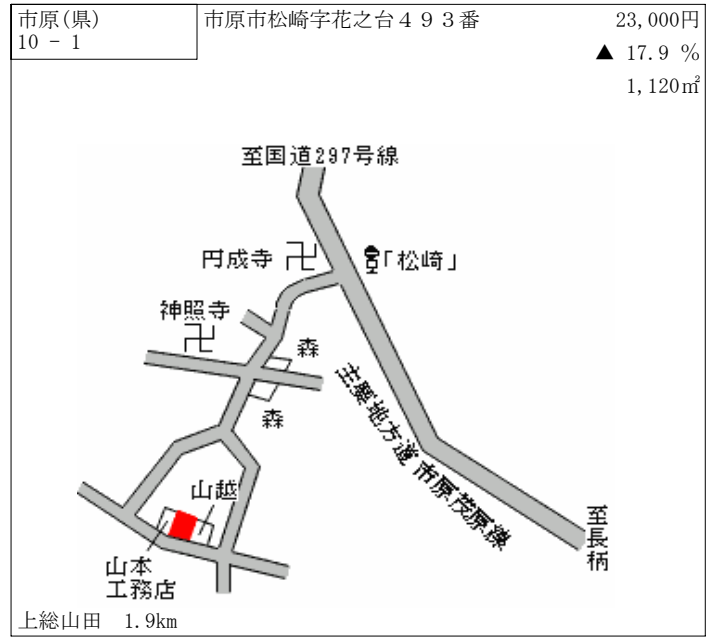 市原(県)
10 - 1
市原市松崎字花之台４９３番
23,000円
▲ 17.9 %
1,120㎡
至国道297号線
円成寺 卍
「松崎」
神照寺
卍
森
主要地方道 市原茂原線
森
山越
至長柄
山本
工務店
上総山田 1.9km